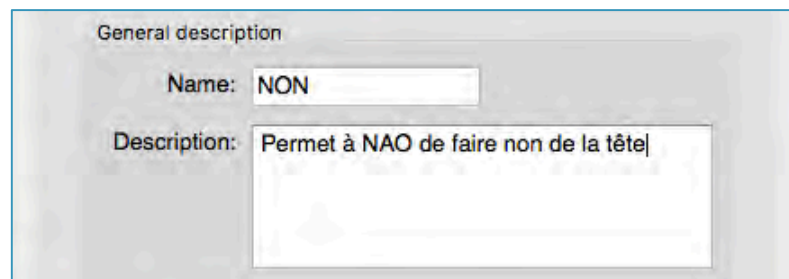 General description
Name: NON
Description: Permet à NAO de faire non de la tête